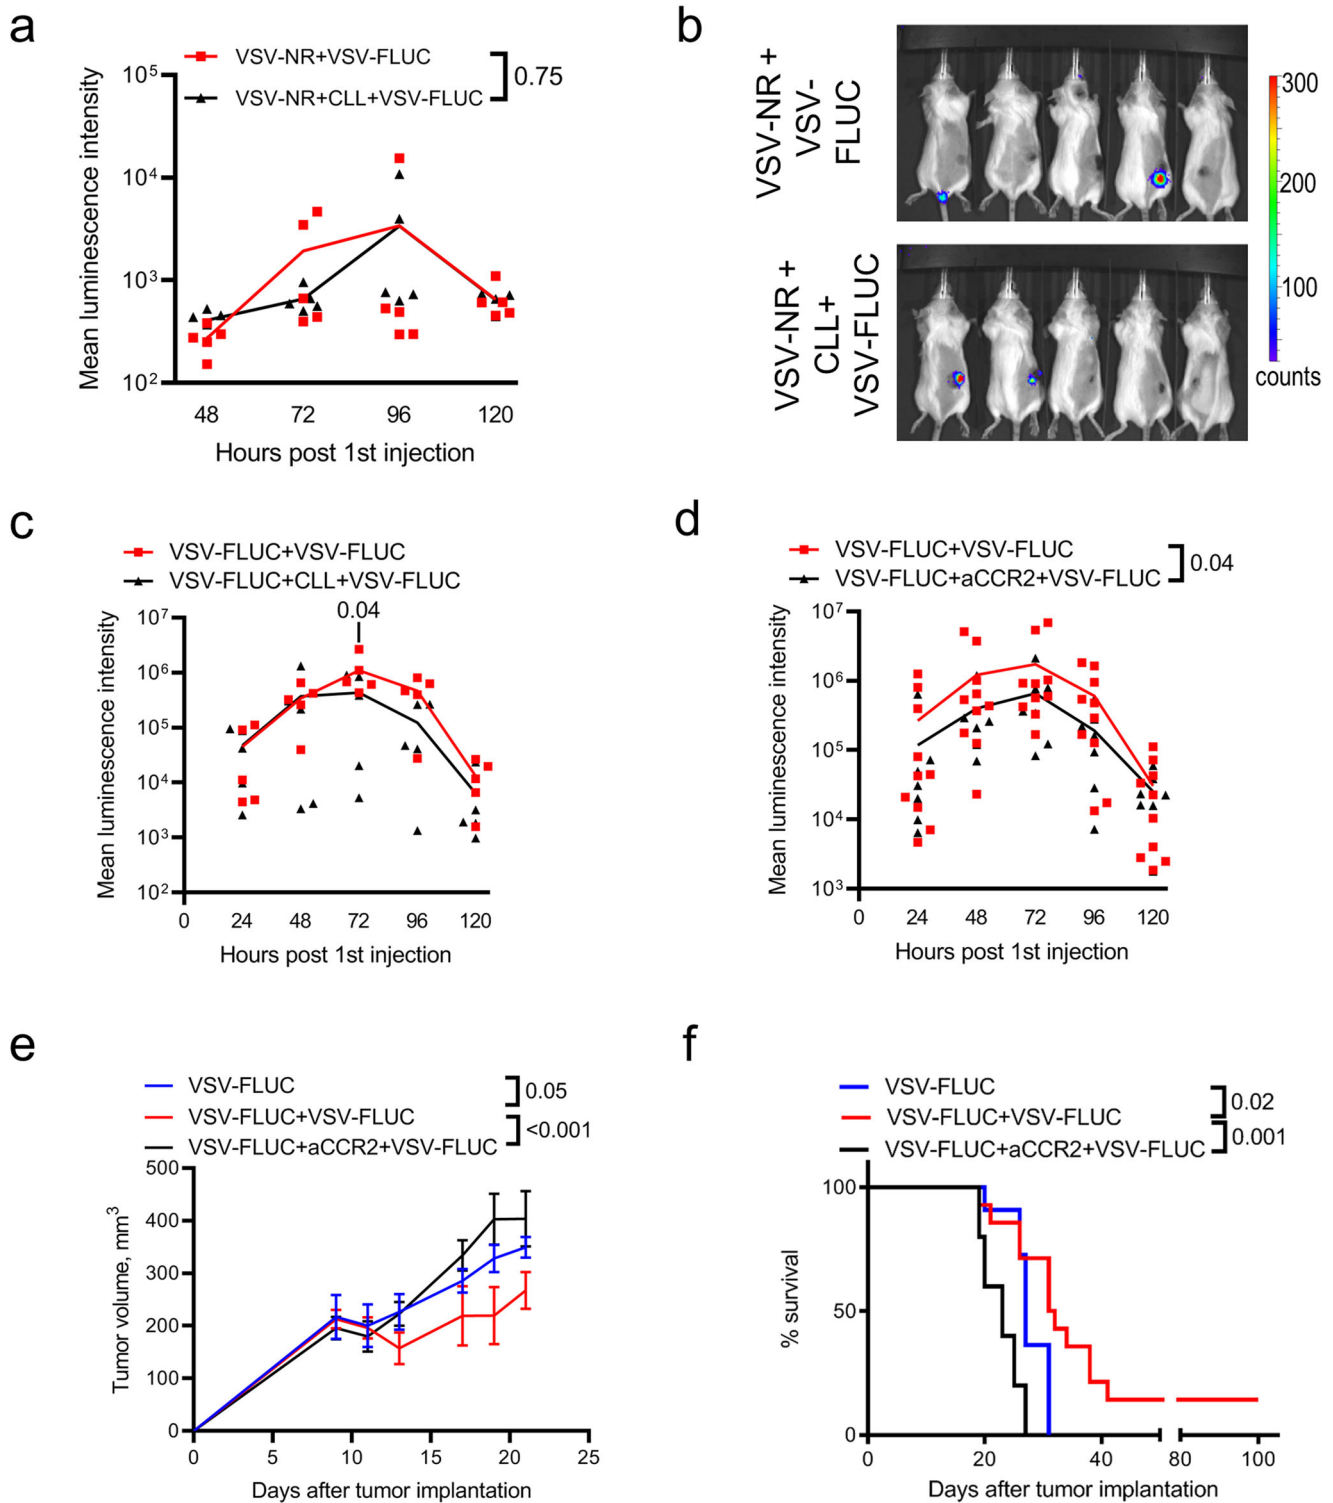 a
VSV-NR+VSV-FLUC
VSV-NR+CLL+VSV-FLUC
0.75
Mean luminescence intensity
10⁵
10⁴
10³
10²
48 72 96 120
Hours post 1st injection
b
VSV-NR +
VSV-
FLUC
VSV-NR +
CLL+
VSV-FLUC
300
200
100
counts
c
VSV-FLUC+VSV-FLUC
VSV-FLUC+CLL+VSV-FLUC
0.04
Mean luminescence intensity
10⁷
10⁶
10⁵
10⁴
10³
10²
0 24 48 72 96 120
Hours post 1st injection
d
VSV-FLUC+VSV-FLUC
VSV-FLUC+aCCR2+VSV-FLUC
0.04
Mean luminescence intensity
10⁷
10⁶
10⁵
10⁴
10³
0 24 48 72 96 120
Hours post 1st injection
e
VSV-FLUC
VSV-FLUC+VSV-FLUC
VSV-FLUC+aCCR2+VSV-FLUC
0.05
<0.001
Tumor volume, mm³
500
400
300
200
100
0
0 5 10 15 20 25
Days after tumor implantation
f
VSV-FLUC
VSV-FLUC+VSV-FLUC
VSV-FLUC+aCCR2+VSV-FLUC
0.02
0.001
% survival
100
50
0
0 20 40 80 100
Days after tumor implantation